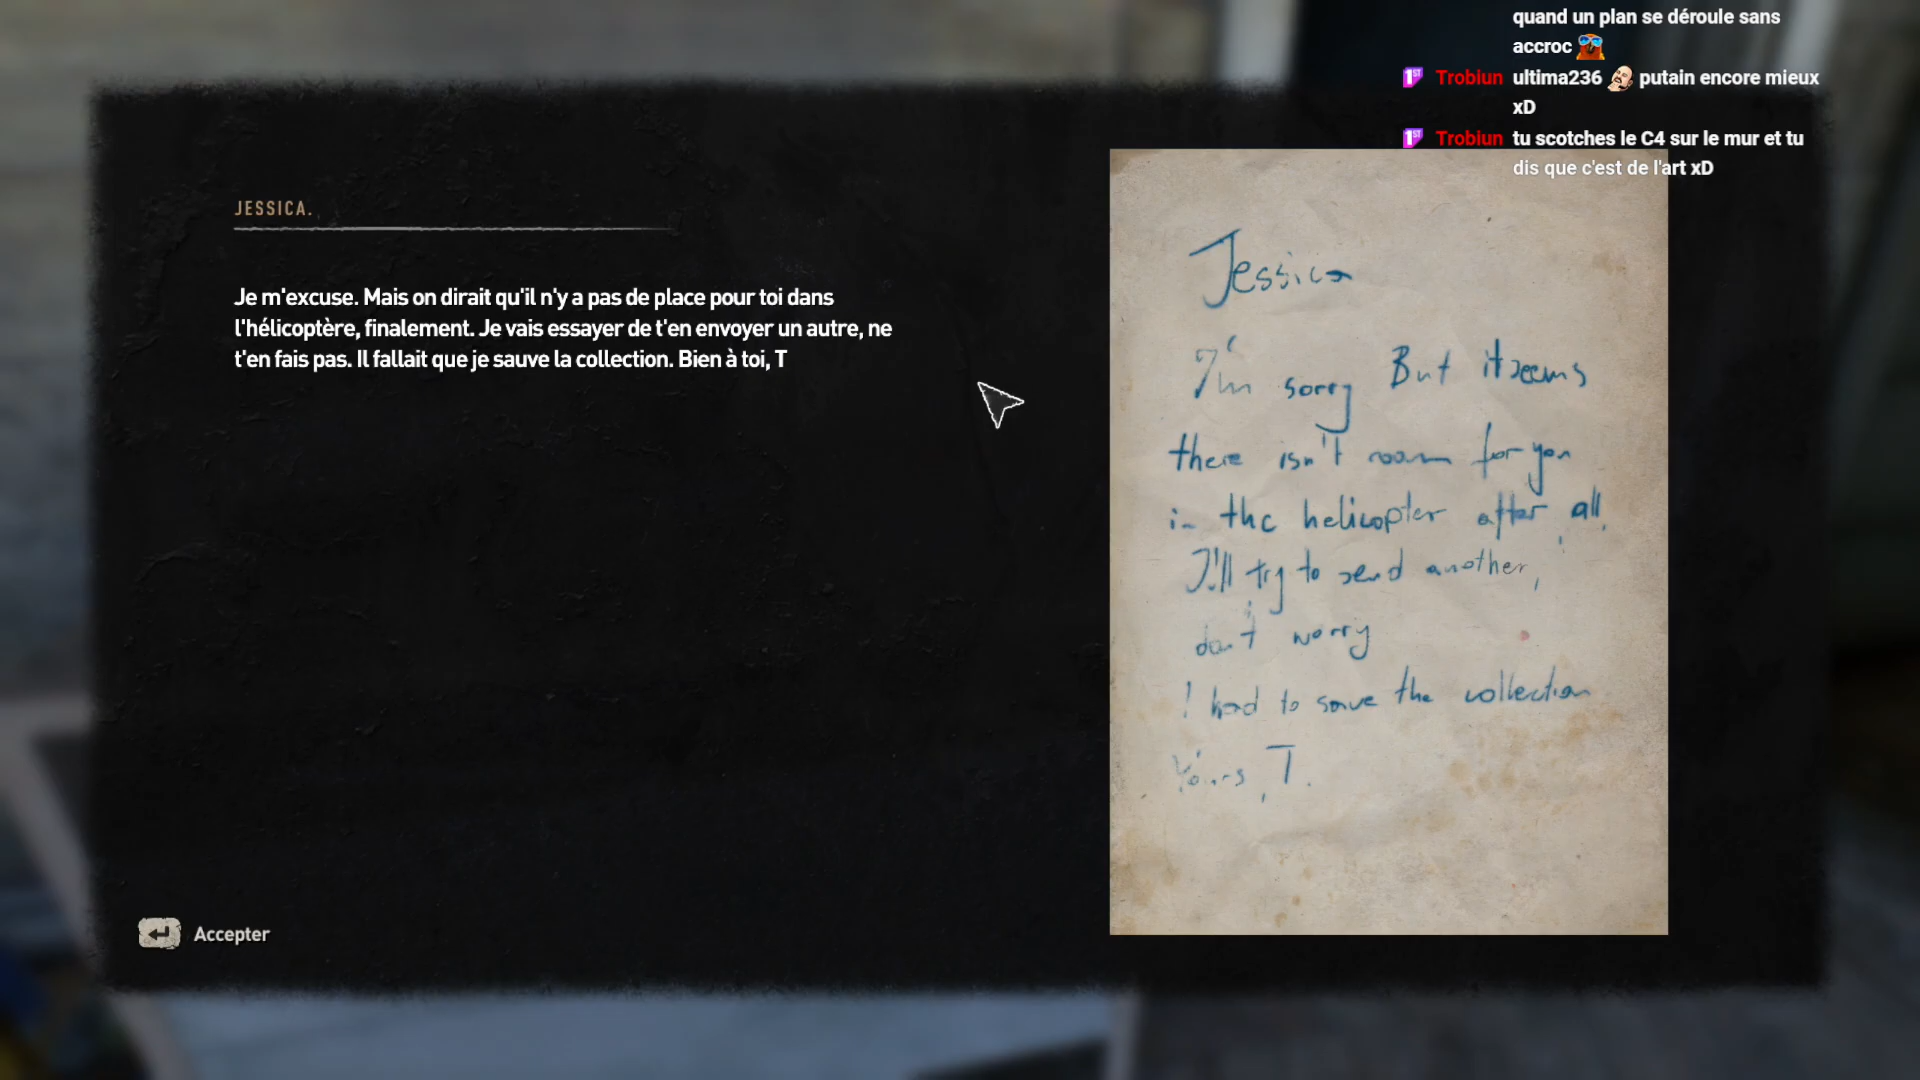 quand un plan se déroule sans
accroc
Trobiun ultima236 putain encore mieux
xD
Trobiun tu scotches le C4 sur le mur et tu
dis que c'est de l'art xD
JESSICA.
Je m'excuse. Mais on dirait qu'il n'y a pas de place pour toi dans
l'hélicoptère, finalement. Je vais essayer de t'en envoyer un autre, ne
t'en fais pas. Il fallait que je sauve la collection. Bien à toi, T
Accepter
Jessica
I'm sorry But it seems
there isn't room for you
in the helicopter after all.
I'll try to send another,
don't worry
I had to save the collection
Yours, T.